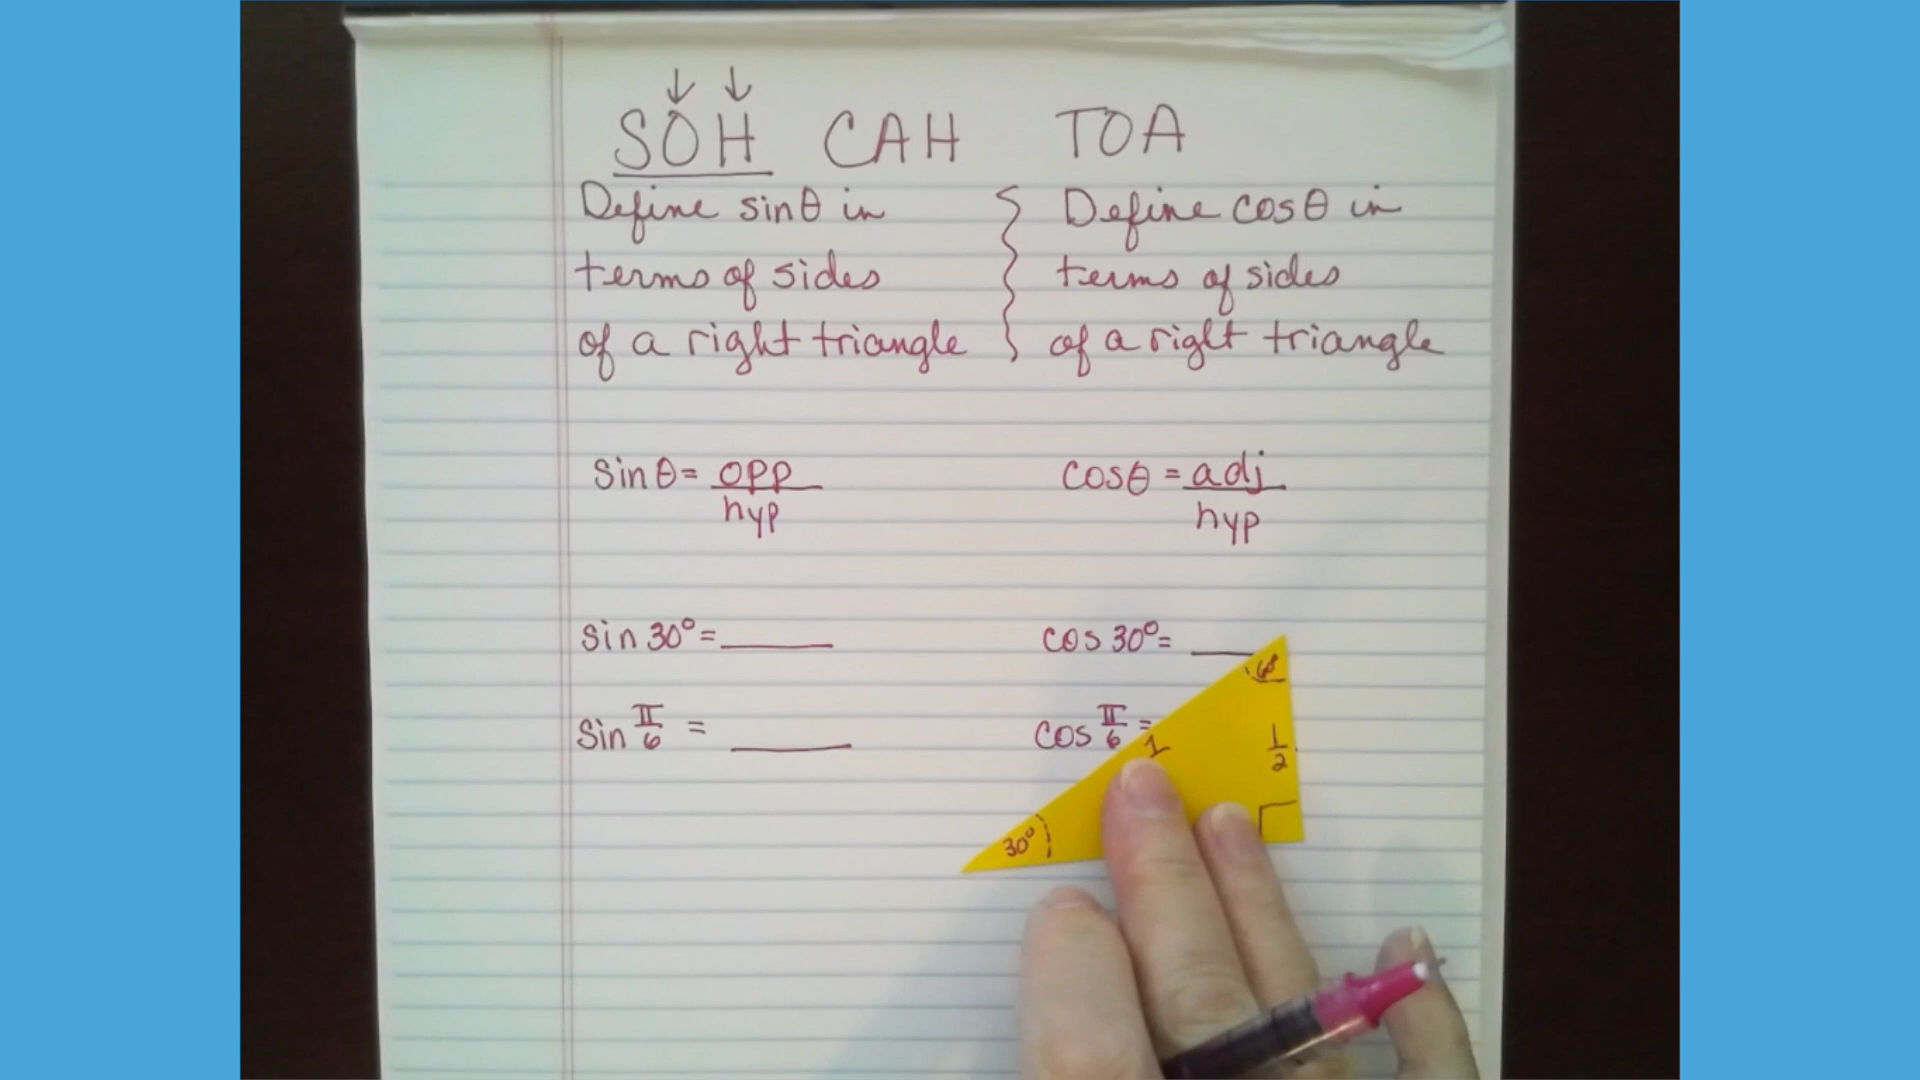 SOH CAH TOA
Define sinθ in
terms of sides
of a right triangle
Define cosθ in
terms of sides
of a right triangle
sinθ = opp
hyp
cosθ = adj
hyp
sin 30° = ____
cos 30° = ____
sin π/6 = ____
cos π/6 =
60°
1
1/2
30°